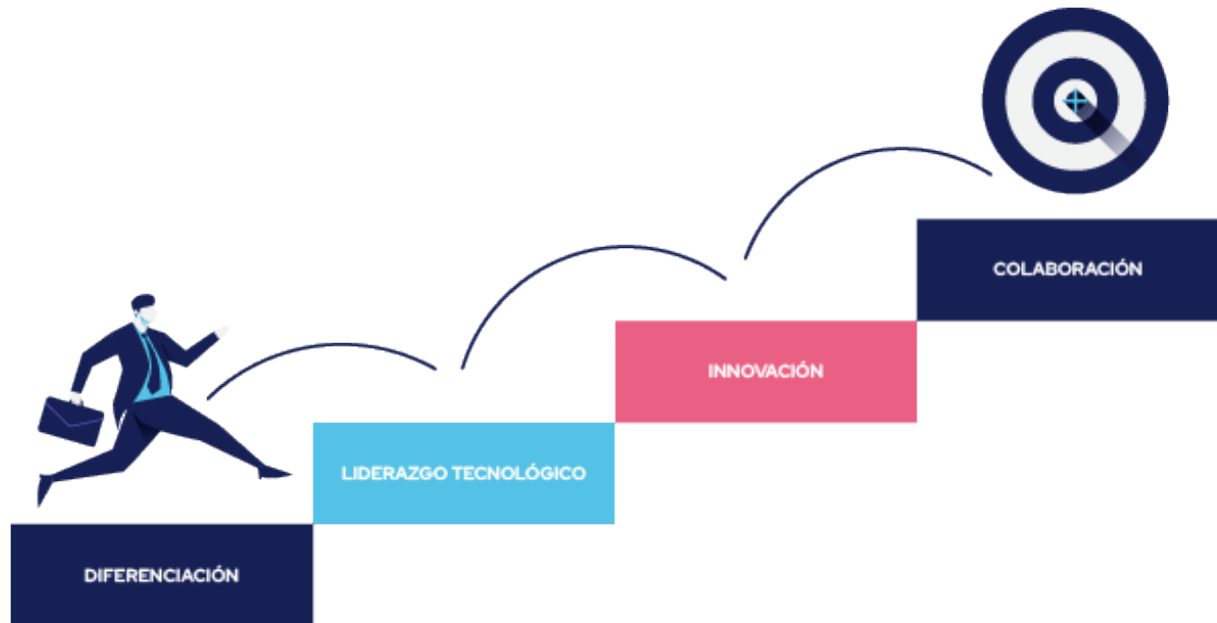 COLABORACIÓN
INNOVACIÓN
LIDERAZGO TECNOLÓGICO
DIFERENCIACIÓN